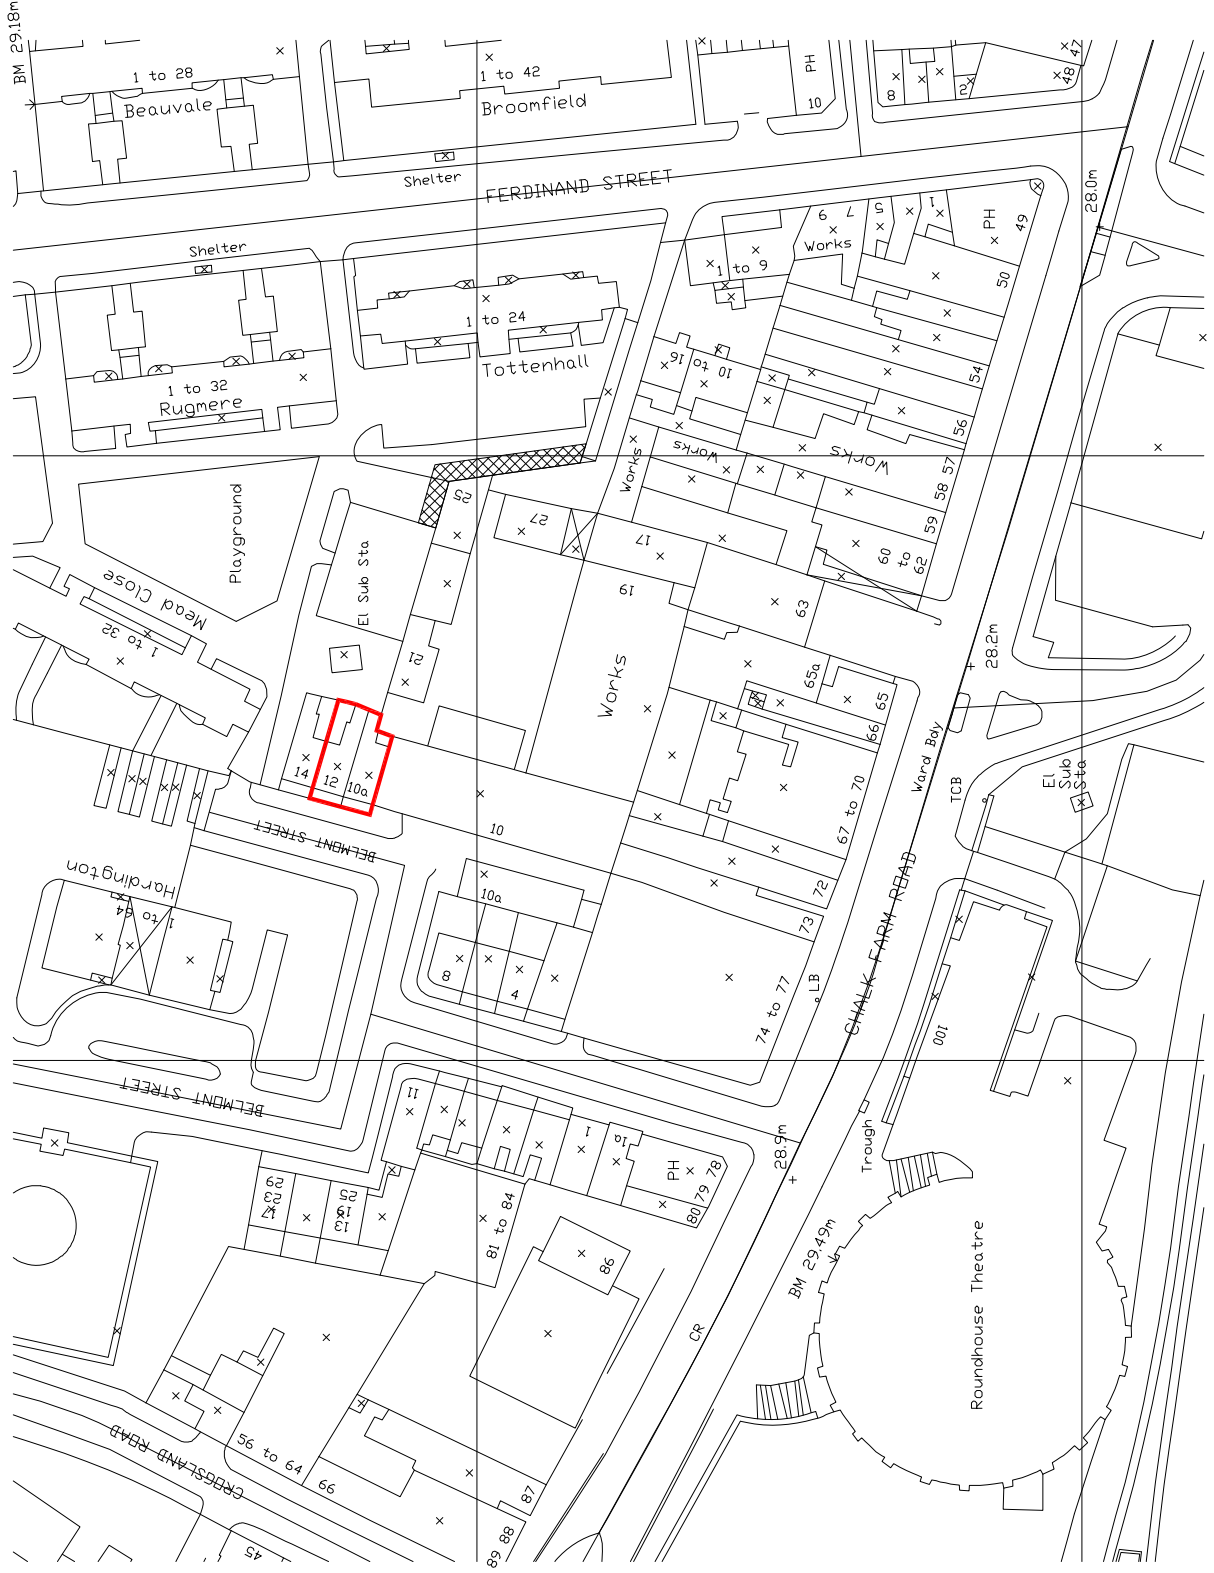 BM 29.18m
1 to 28
Beauvale
1 to 42
Broomfield
PH
10
8
2
47
48
Shelter
FERDINAND STREET
28.0m
Shelter
1 to 9
Works
9
7
5
1
PH
49
50
1 to 24
Tottenhall
1 to 32
Rugmere
10 to 16
54
56
Works
Works
Works
57
58
59
60
to
62
Playground
25
27
17
19
El Sub Sta
Mead Close
1 to 32
63
28.2m
21
Works
65a
65
66
14
12
10a
10
67 to 70
Ward Bdy
TCB
El
Sub
Sta
BELMONT STREET
Hardington
1 to 64
10a
8
4
72
73
CHALK FARM ROAD
74 to 77
LB
100
BELMONT STREET
11
1
1a
PH
78
79
80
28.9m
Trough
29
23
17
25
19
13
81 to 84
86
BM 29.49m
Roundhouse Theatre
CR
CROGSLAND ROAD
56 to 64
66
87
88
89
45